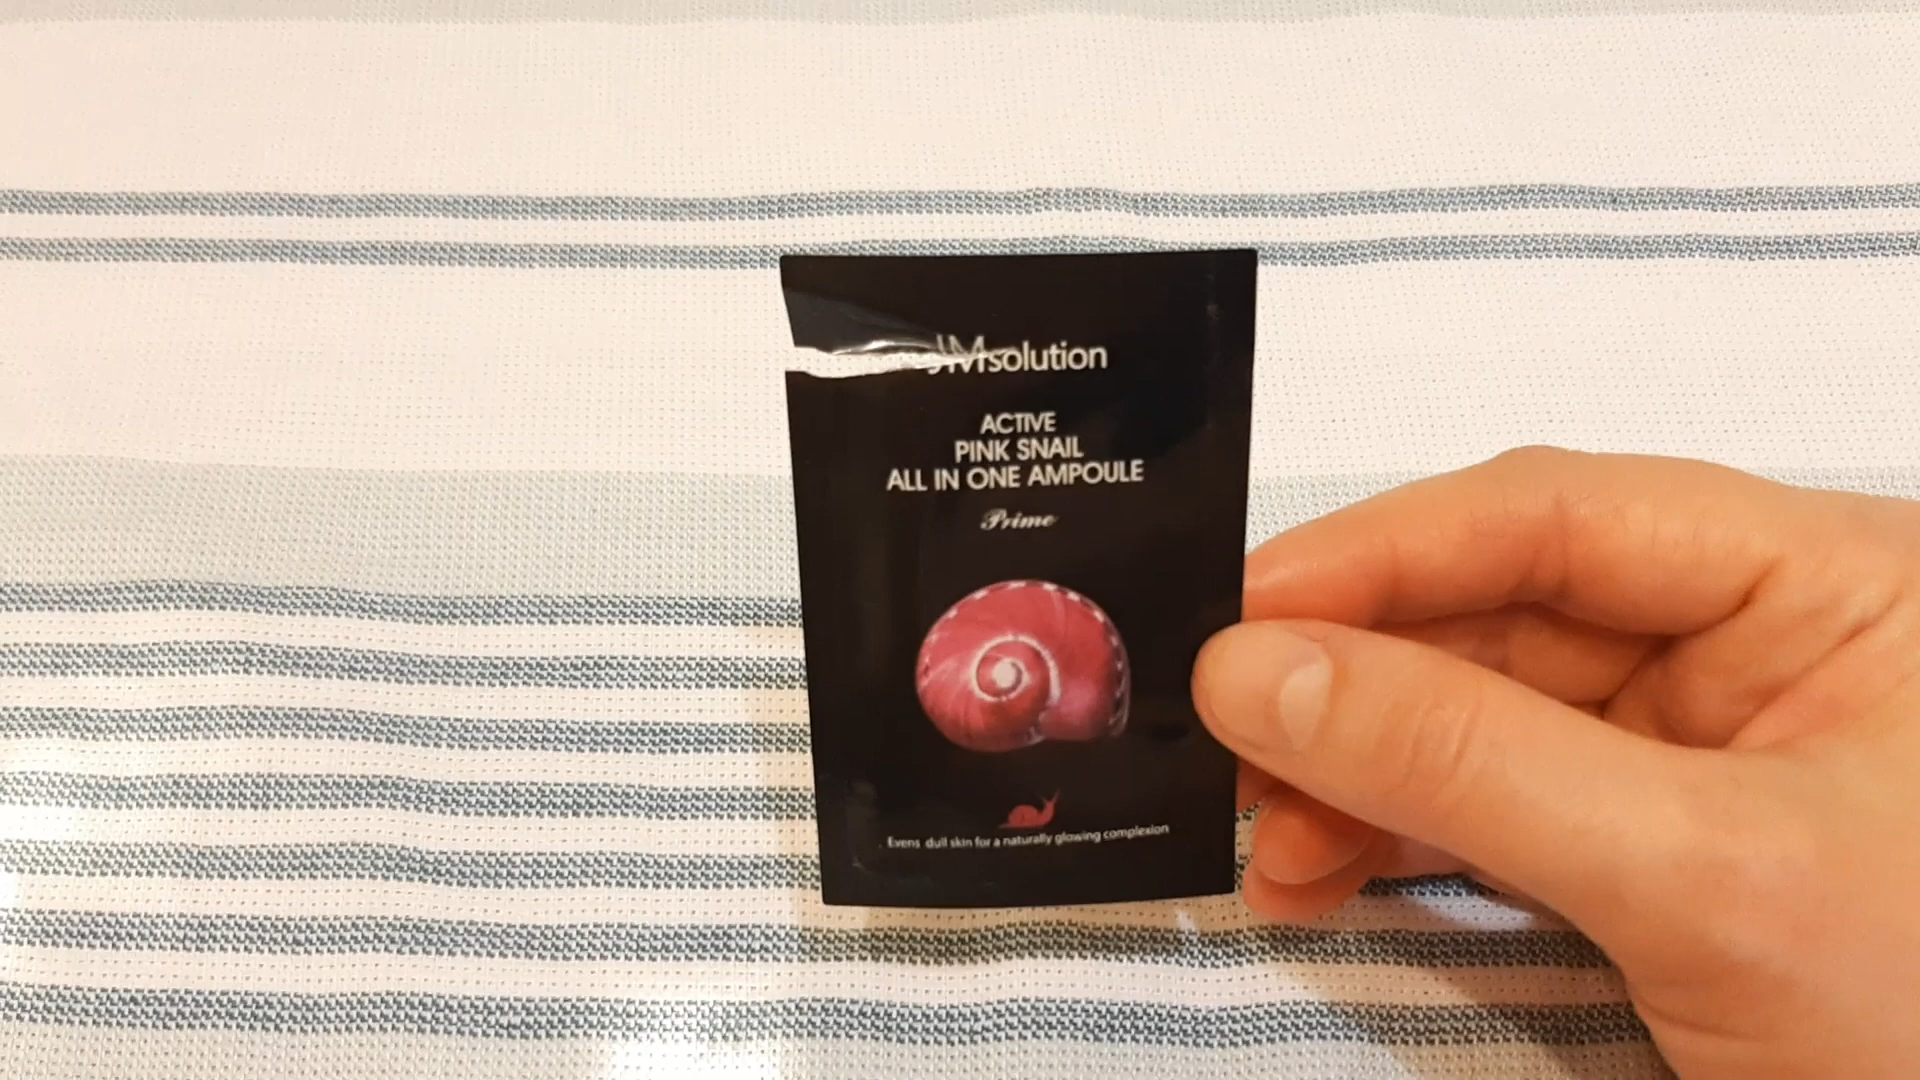 JMsolution
ACTIVE
PINK SNAIL
ALL IN ONE AMPOULE
Prime
Evens dull skin for a naturally glowing complexion